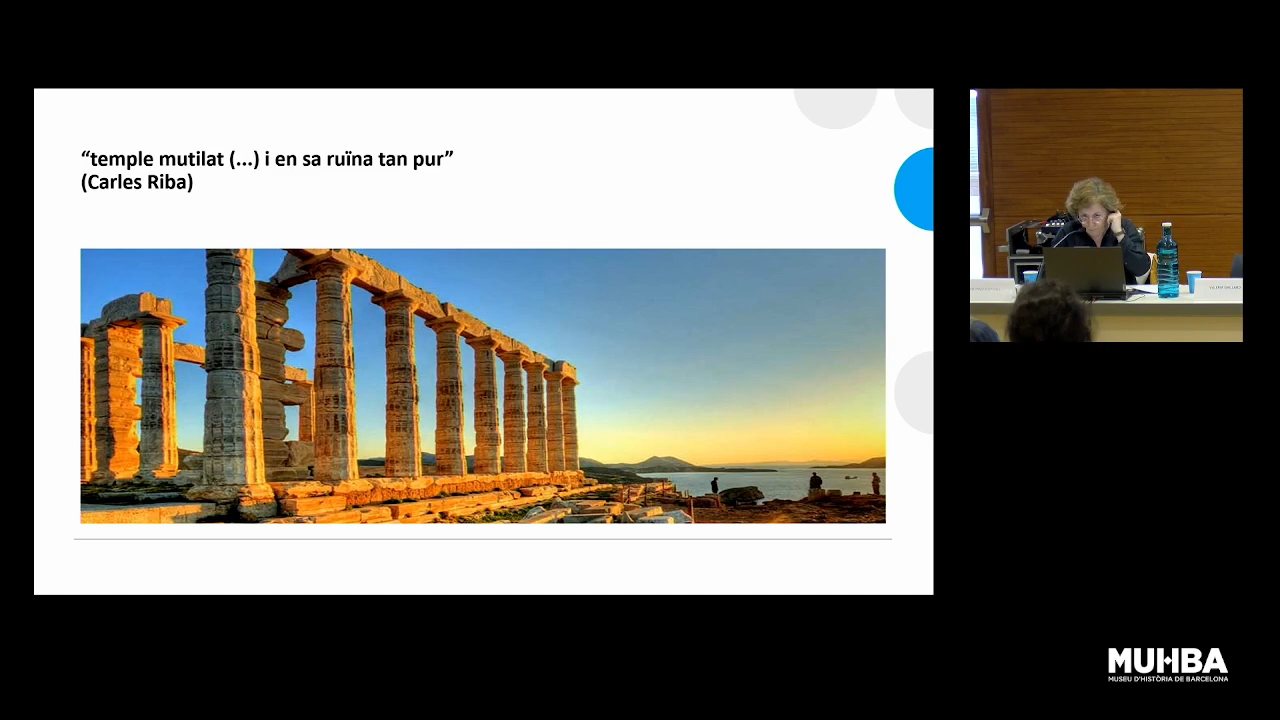 “temple mutilat (...) i en sa ruïna tan pur”
(Carles Riba)
MUHBA
MUSEU D'HISTÒRIA DE BARCELONA